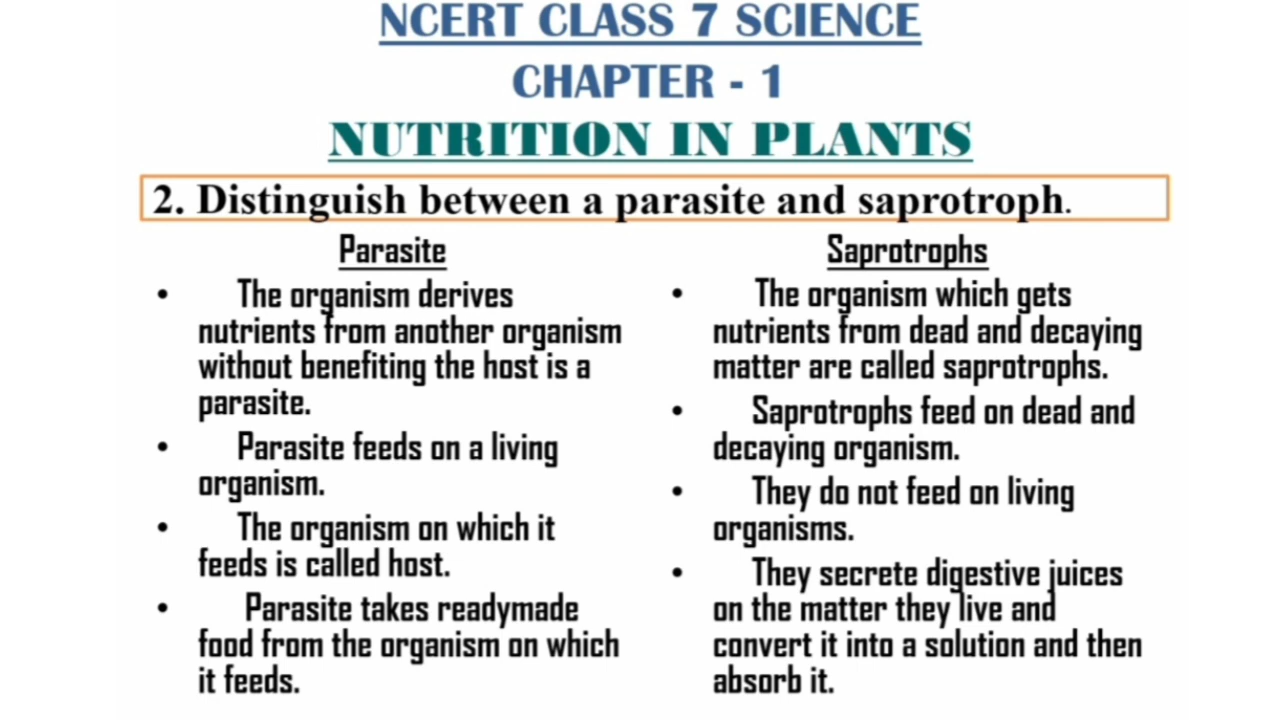 NCERT CLASS 7 SCIENCE
CHAPTER - 1
NUTRITION IN PLANTS
2. Distinguish between a parasite and saprotroph.
Parasite
• The organism derives
nutrients from another organism
without benefiting the host is a
parasite.
• Parasite feeds on a living
organism.
• The organism on which it
feeds is called host.
• Parasite takes readymade
food from the organism on which
it feeds.
Saprotrophs
• The organism which gets
nutrients from dead and decaying
matter are called saprotrophs.
• Saprotrophs feed on dead and
decaying organism.
• They do not feed on living
organisms.
• They secrete digestive juices
on the matter they live and
convert it into a solution and then
absorb it.